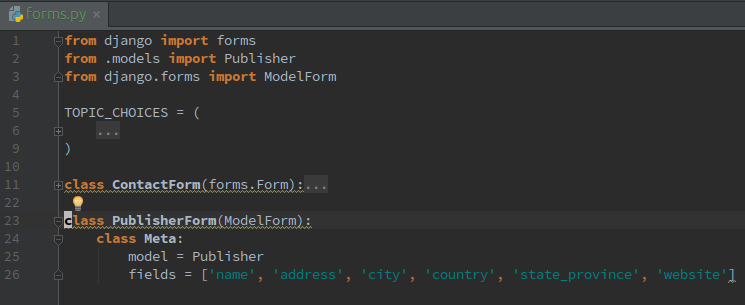 forms.py
1 from django import forms
2 from .models import Publisher
3 from django.forms import ModelForm
4
5 TOPIC_CHOICES = (
6 ...
9 )
10
11 class ContactForm(forms.Form):...
22
23 class PublisherForm(ModelForm):
24 class Meta:
25 model = Publisher
26 fields = ['name', 'address', 'city', 'country', 'state_province', 'website']